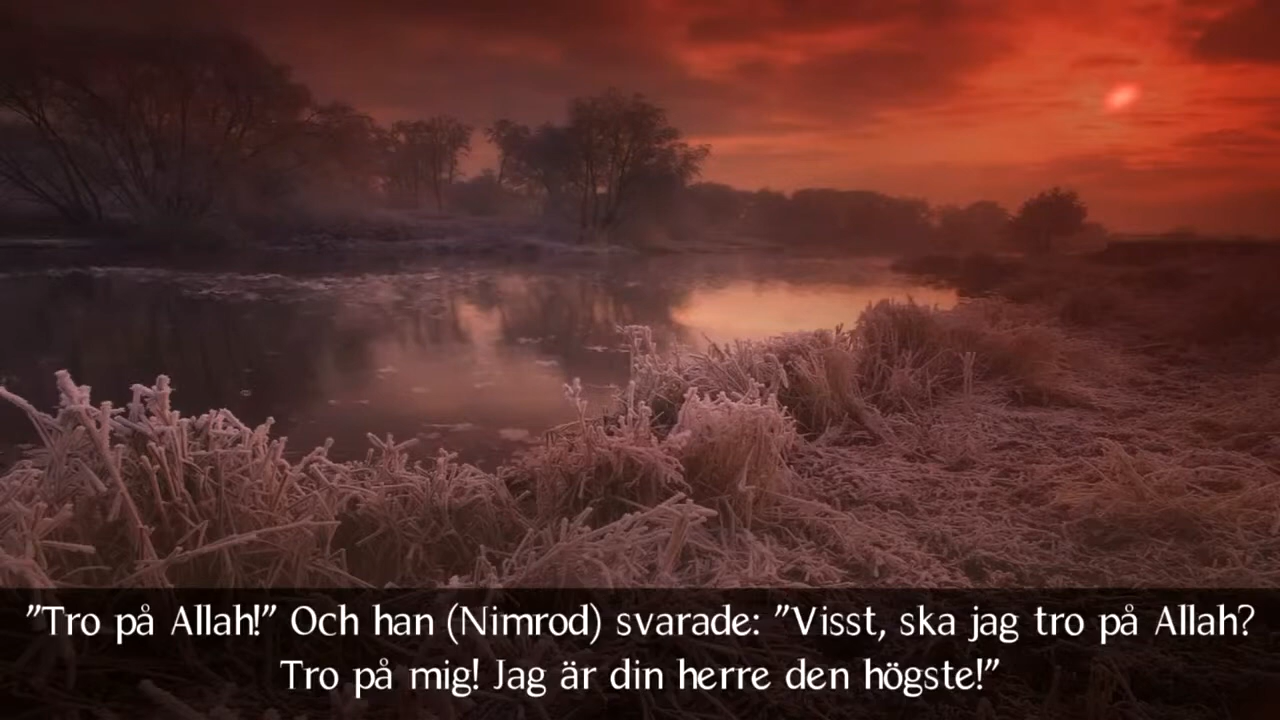 ”Tro på Allah!” Och han (Nimrod) svarade: ”Visst, ska jag tro på Allah?
Tro på mig! Jag är din herre den högste!”